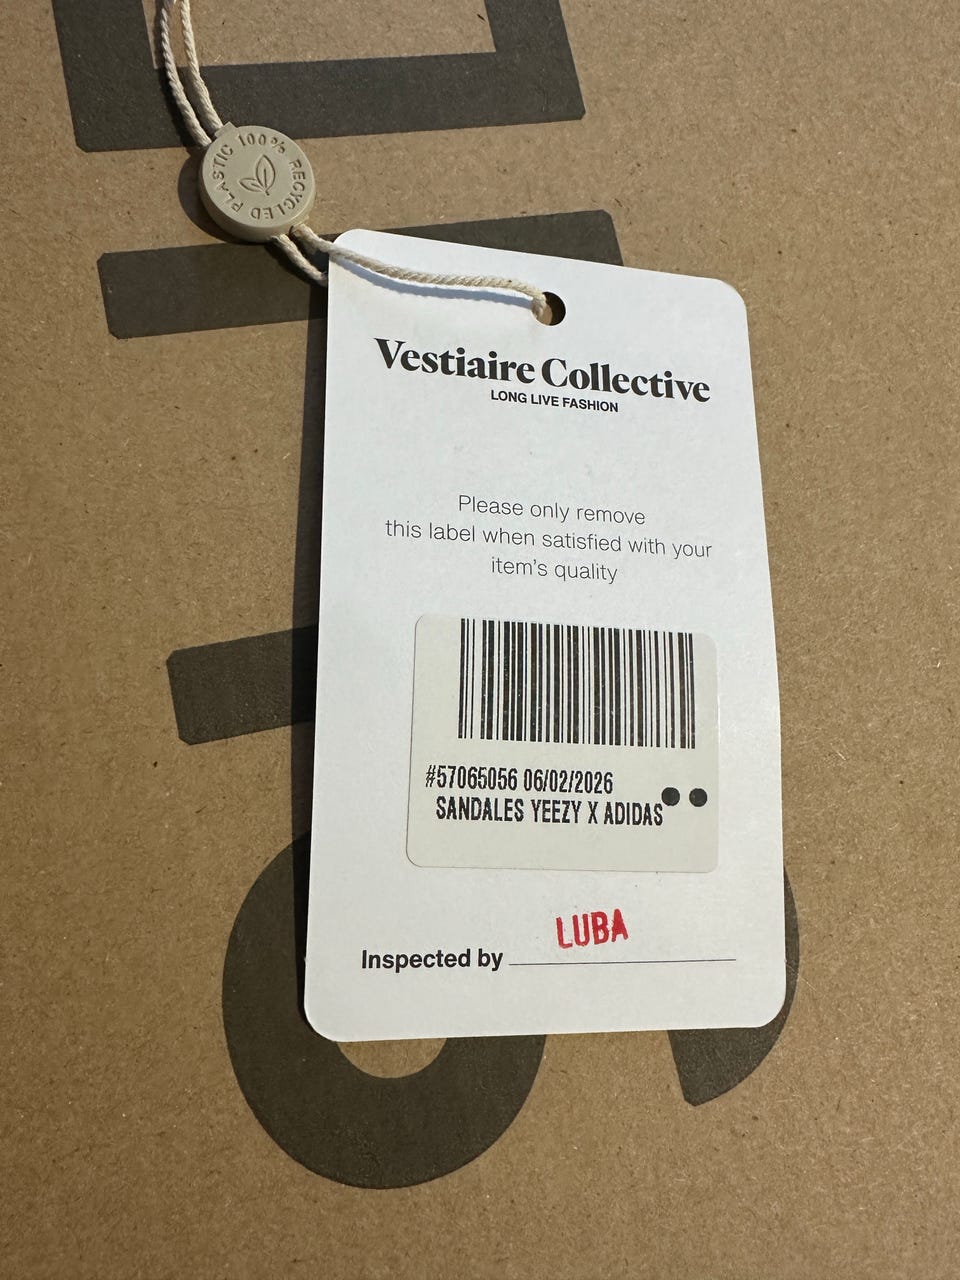 100% RECYCLED PLASTIC
Vestiaire Collective
LONG LIVE FASHION
Please only remove
this label when satisfied with your
item's quality
#57065056 06/02/2026
SANDALES YEEZY X ADIDAS
LUBA
Inspected by